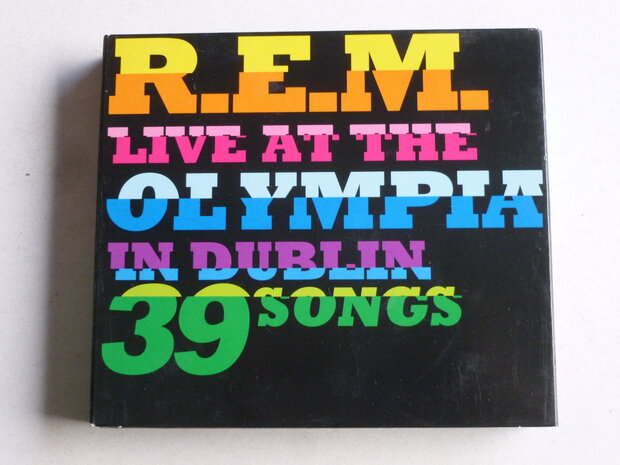 R.E.M.
LIVE AT THE
OLYMPIA
IN DUBLIN
39 SONGS